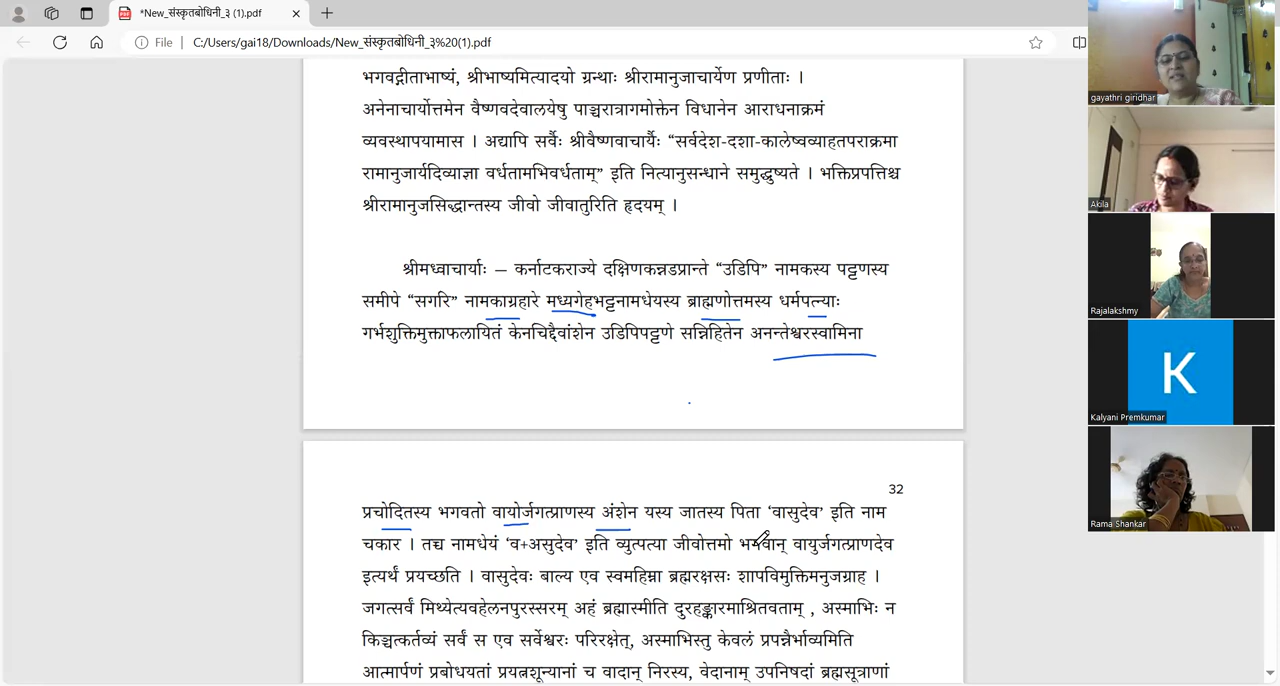 *New_संस्कृतबोधिनी_३ (1).pdf
File
C:/Users/gai18/Downloads/New_संस्कृतबोधिनी_३%20(1).pdf
भगवद्गीताभाष्यं, श्रीभाष्यमित्यादयो ग्रन्थाः श्रीरामानुजाचार्येण प्रणीताः ।
अनेनाचार्योत्तमेन वैष्णवदेवालयेषु पाञ्चरात्रागमोक्तेन विधानेन आराधनाक्रमं
व्यवस्थापयामास । अद्यापि सर्वैः श्रीवैष्णवाचार्यैः “सर्वदेश-दशा-कालेष्वव्याहतपराक्रमा
रामानुजार्यदिव्याज्ञा वर्धतामभिवर्धताम्” इति नित्यानुसन्धाने समुद्धुष्यते । भक्तिप्रपत्तिश्च
श्रीरामानुजसिद्धान्तस्य जीवो जीवातुरिति हृदयम् ।
श्रीमध्वाचार्याः – कर्नाटकराज्ये दक्षिणकन्नडप्रान्ते “उडिपि” नामकस्य पट्टणस्य
समीपे “सगरि” नामकाग्रहारे मध्यगेहभट्टनामधेयस्य ब्राह्मणोत्तमस्य धर्मपत्न्याः
गर्भशुक्तिमुक्ताफलायितं केनचिद्दैवांशेन उडिपिपट्टणे सन्निहितेन अनन्तेश्वरस्वामिना
32
प्रचोदितस्य भगवतो वायोर्जगत्प्राणस्य अंशेन यस्य जातस्य पिता ‘वासुदेव’ इति नाम
चकार । तच्च नामधेयं ‘व+असुदेव’ इति व्युत्पत्या जीवोत्तमो भगवान् वायुर्जगत्प्राणदेव
इत्यर्थं प्रयच्छति । वासुदेवः बाल्य एव स्वमहिम्ना ब्रह्मरक्षसः शापविमुक्तिमनुजग्राह ।
जगत्सर्वं मिथ्येत्यवहेलनपुरस्सरम् अहं ब्रह्मास्मीति दुरहङ्कारमाश्रितवताम् , अस्माभिः न
किञ्चत्कर्तव्यं सर्वं स एव सर्वेश्वरः परिरक्षेत्, अस्माभिस्तु केवलं प्रपन्नैर्भाव्यमिति
आत्मार्पणं प्रबोधयतां प्रयत्नशून्यानां च वादान् निरस्य, वेदानाम् उपनिषदां ब्रह्मसूत्राणां
gayathri giridhar
Akila
Rajalakshmy
K
Kalyani Premkumar
Rama Shankar